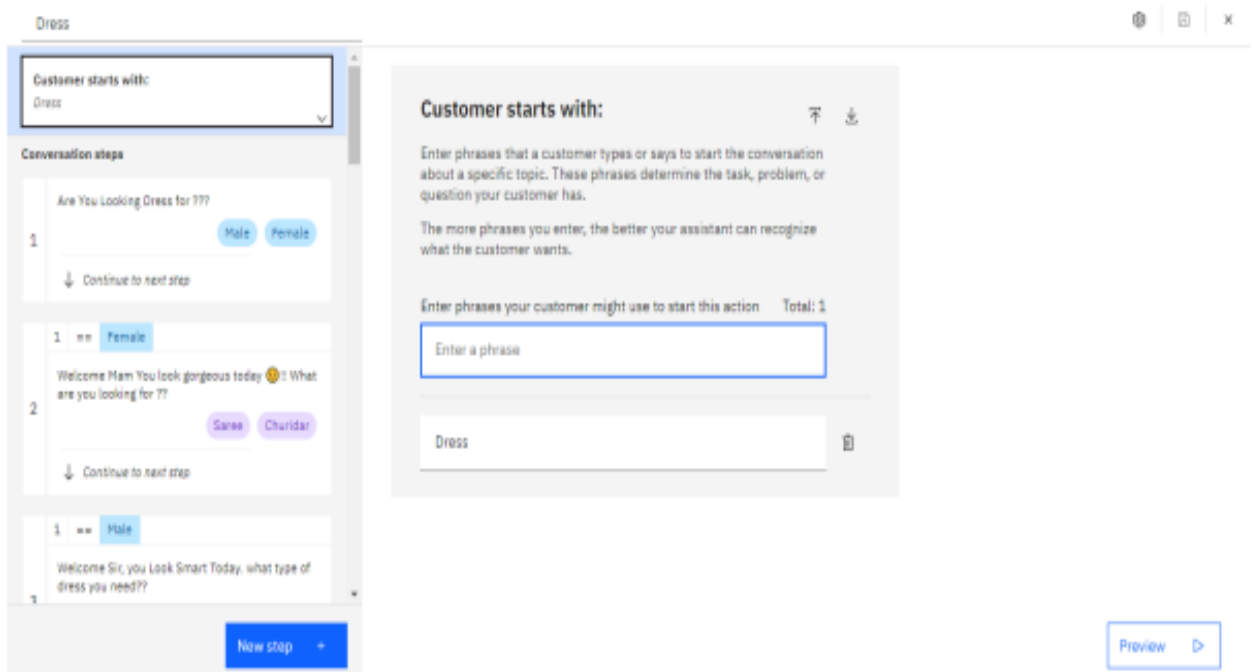 Dress
Customer starts with:
Dress
Conversation steps
1
Are You Looking Dress for ???
Male Female
Continue to next step
1 == Female
2
Welcome Mam You look gorgeous today 😊!! What
are you looking for ??
Saree Churidar
Continue to next step
1 == Male
3
Welcome Sir, you Look Smart Today. what type of
dress you need??
New step +
Customer starts with:
Enter phrases that a customer types or says to start the conversation
about a specific topic. These phrases determine the task, problem, or
question your customer has.
The more phrases you enter, the better your assistant can recognize
what the customer wants.
Enter phrases your customer might use to start this action Total: 1
Enter a phrase
Dress
Preview